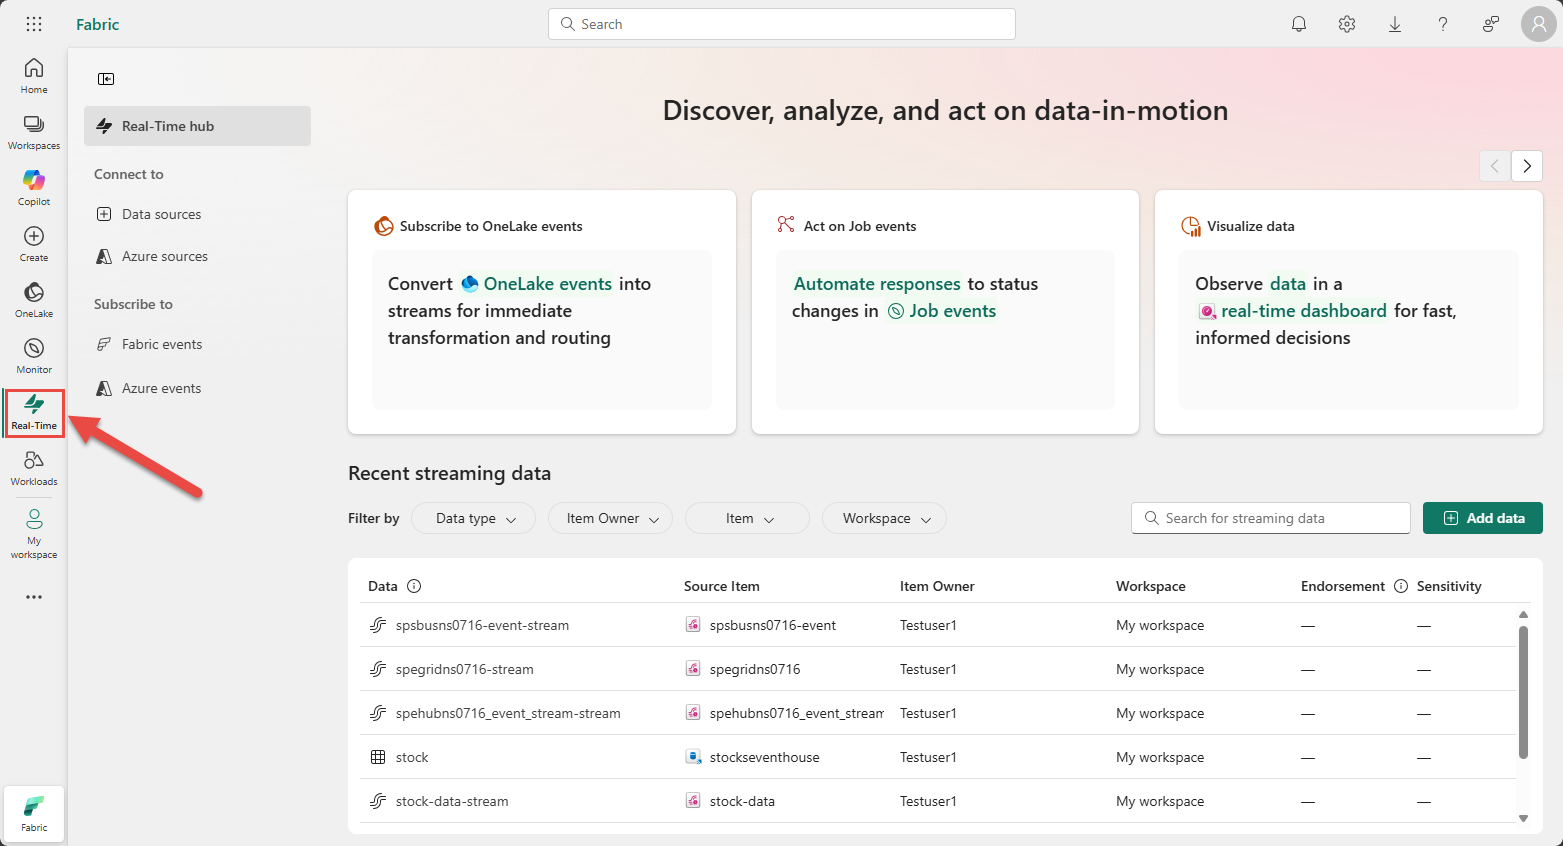 Fabric
Search
Home
Workspaces
Copilot
Create
OneLake
Monitor
Real-Time
Workloads
My
workspace
Fabric
Real-Time hub
Connect to
Data sources
Azure sources
Subscribe to
Fabric events
Azure events
Discover, analyze, and act on data-in-motion
Subscribe to OneLake events
Convert OneLake events into
streams for immediate
transformation and routing
Act on Job events
Automate responses to status
changes in Job events
Visualize data
Observe data in a
real-time dashboard for fast,
informed decisions
Recent streaming data
Filter by Data type Item Owner Item Workspace Search for streaming data Add data
Data Source Item Item Owner Workspace Endorsement Sensitivity
spsbusns0716-event-stream spsbusns0716-event Testuser1 My workspace — —
spegridns0716-stream spegridns0716 Testuser1 My workspace — —
spehubns0716_event_stream-stream spehubns0716_event_stream Testuser1 My workspace — —
stock stockseventhouse Testuser1 My workspace — —
stock-data-stream stock-data Testuser1 My workspace — —